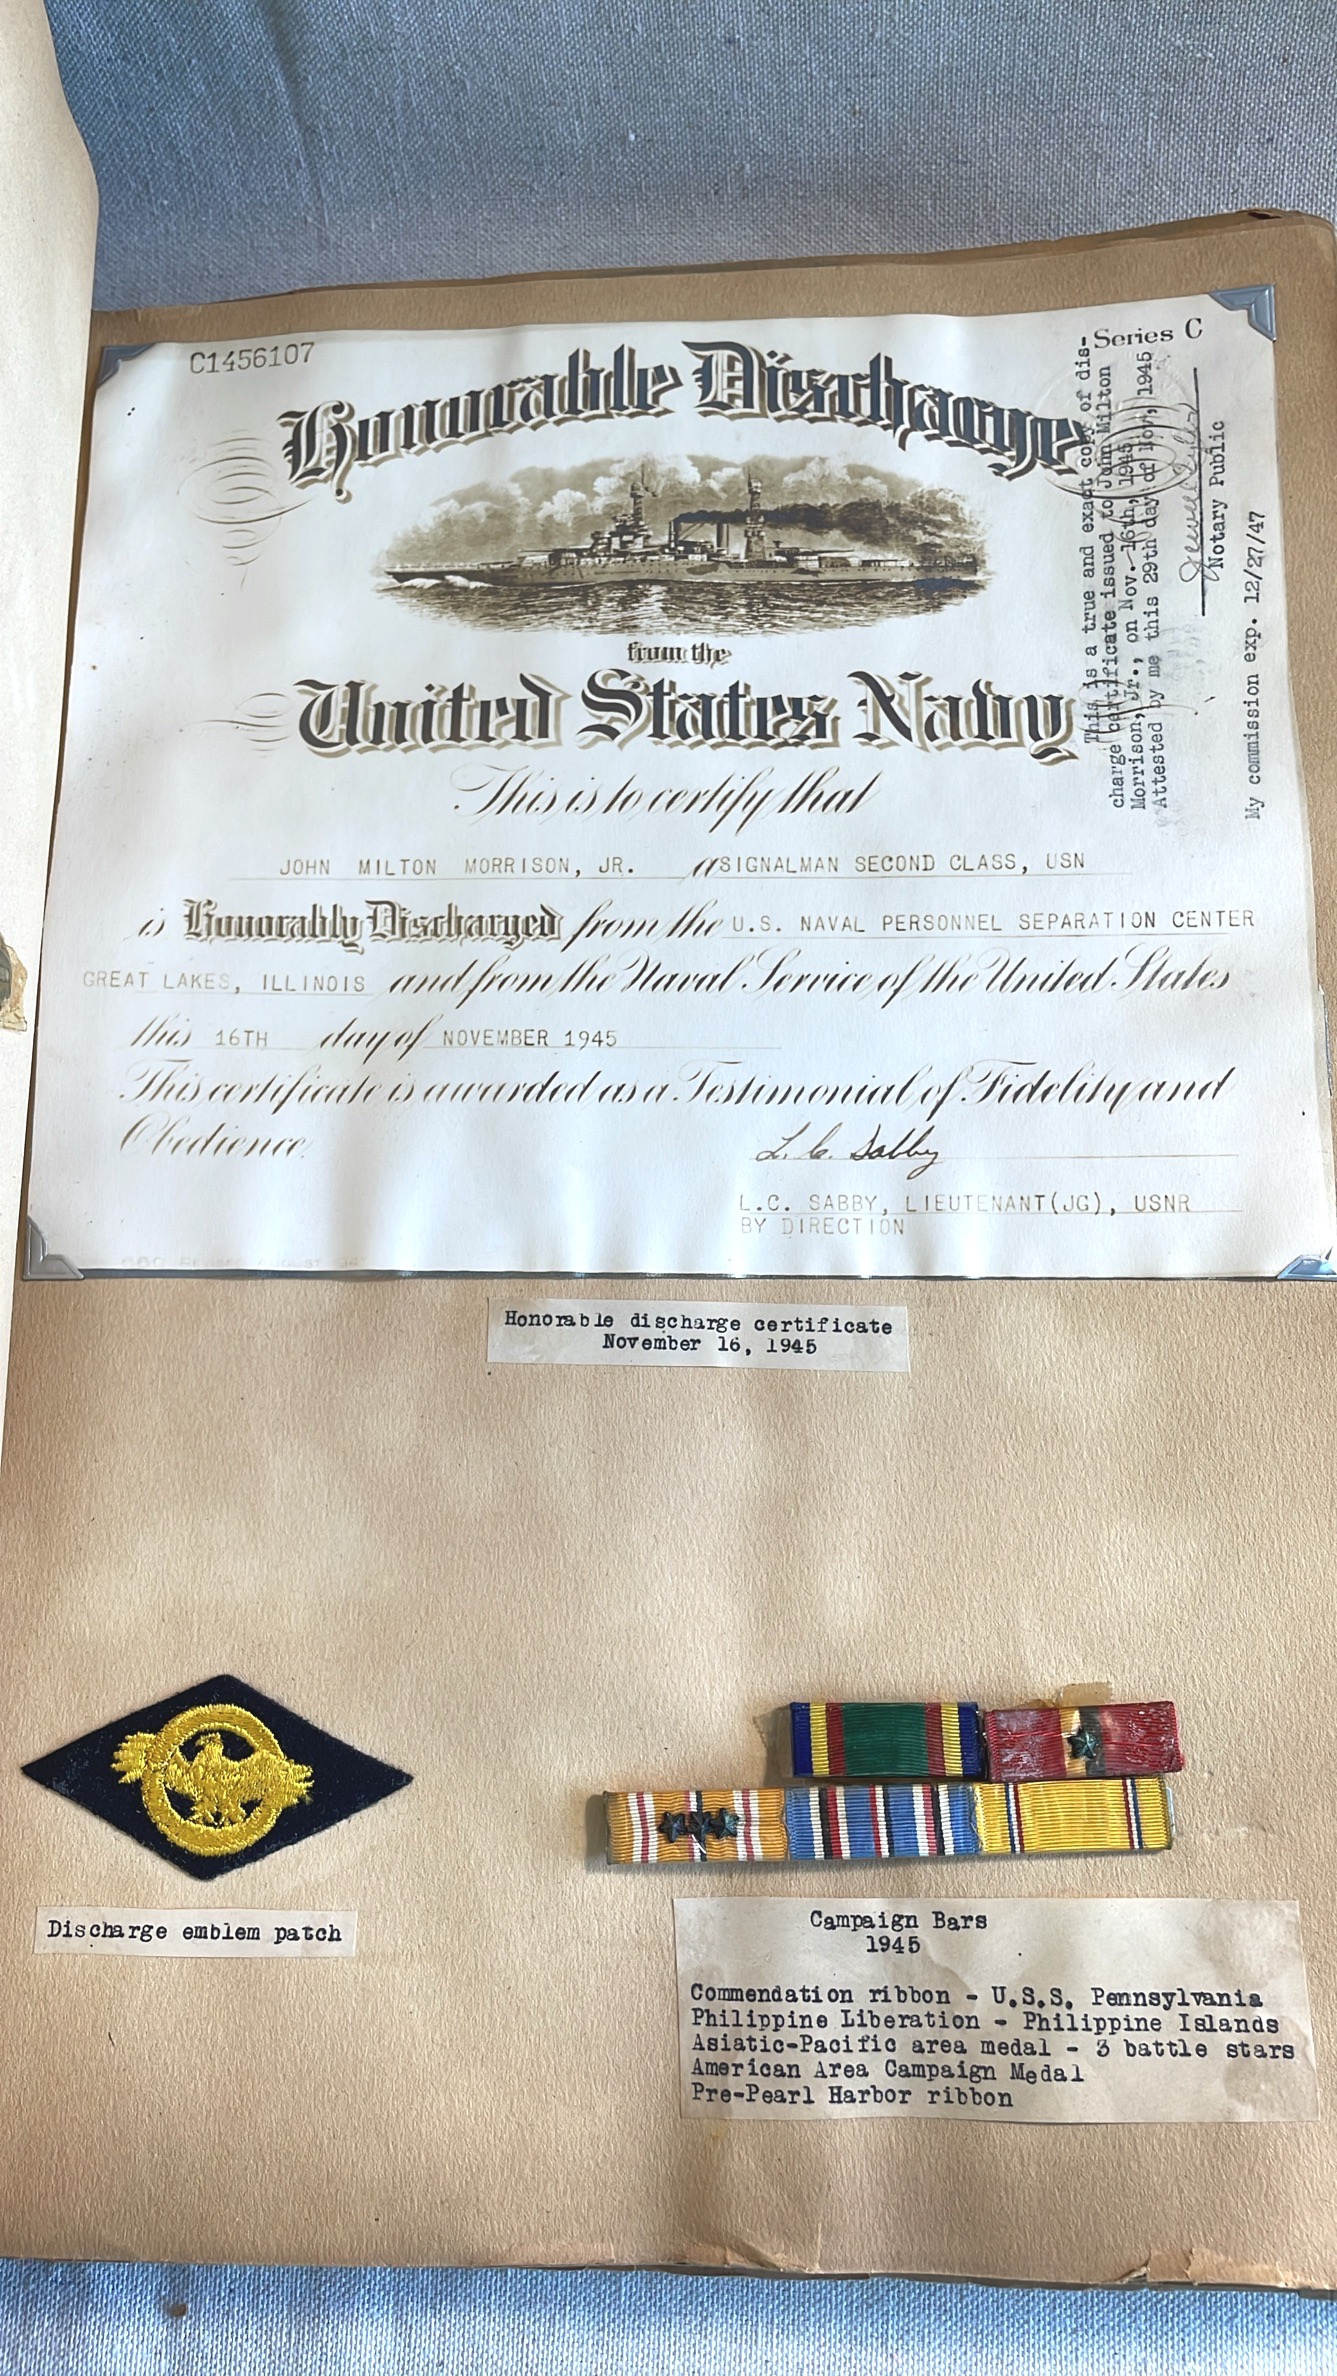 C1456107
Series C
Honorable Discharge
from the
United States Navy
This is to certify that
JOHN MILTON MORRISON, JR. a SIGNALMAN SECOND CLASS, USN
is Honorably Discharged from the U.S. NAVAL PERSONNEL SEPARATION CENTER
GREAT LAKES, ILLINOIS and from the Naval Service of the United States
this 16TH day of NOVEMBER 1945
This certificate is awarded as a Testimonial of Fidelity and
Obedience.
L. C. Sabby
L.C. SABBY, LIEUTENANT(JG), USNR
BY DIRECTION
This is a true and exact copy of dis-
charge certificate issued to John Milton
Morrison, Jr., on Nov. 16th, 1945.
Attested by me this 29th day of Nov, 1945
Notary Public
My commission exp. 12/27/47
Honorable discharge certificate
November 16, 1945
Discharge emblem patch
Campaign Bars
1945
Commendation ribbon - U.S.S. Pennsylvania
Philippine Liberation - Philippine Islands
Asiatic-Pacific area medal - 3 battle stars
American Area Campaign Medal
Pre-Pearl Harbor ribbon